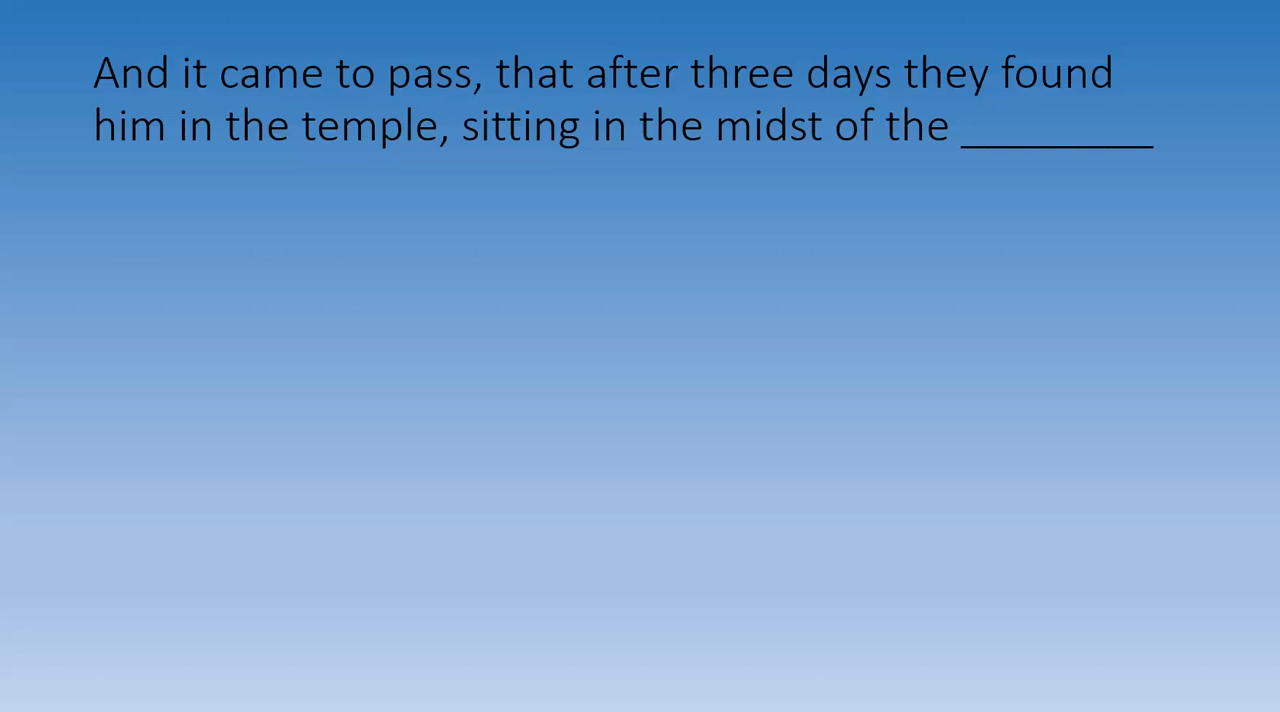 And it came to pass, that after three days they found
him in the temple, sitting in the midst of the _________